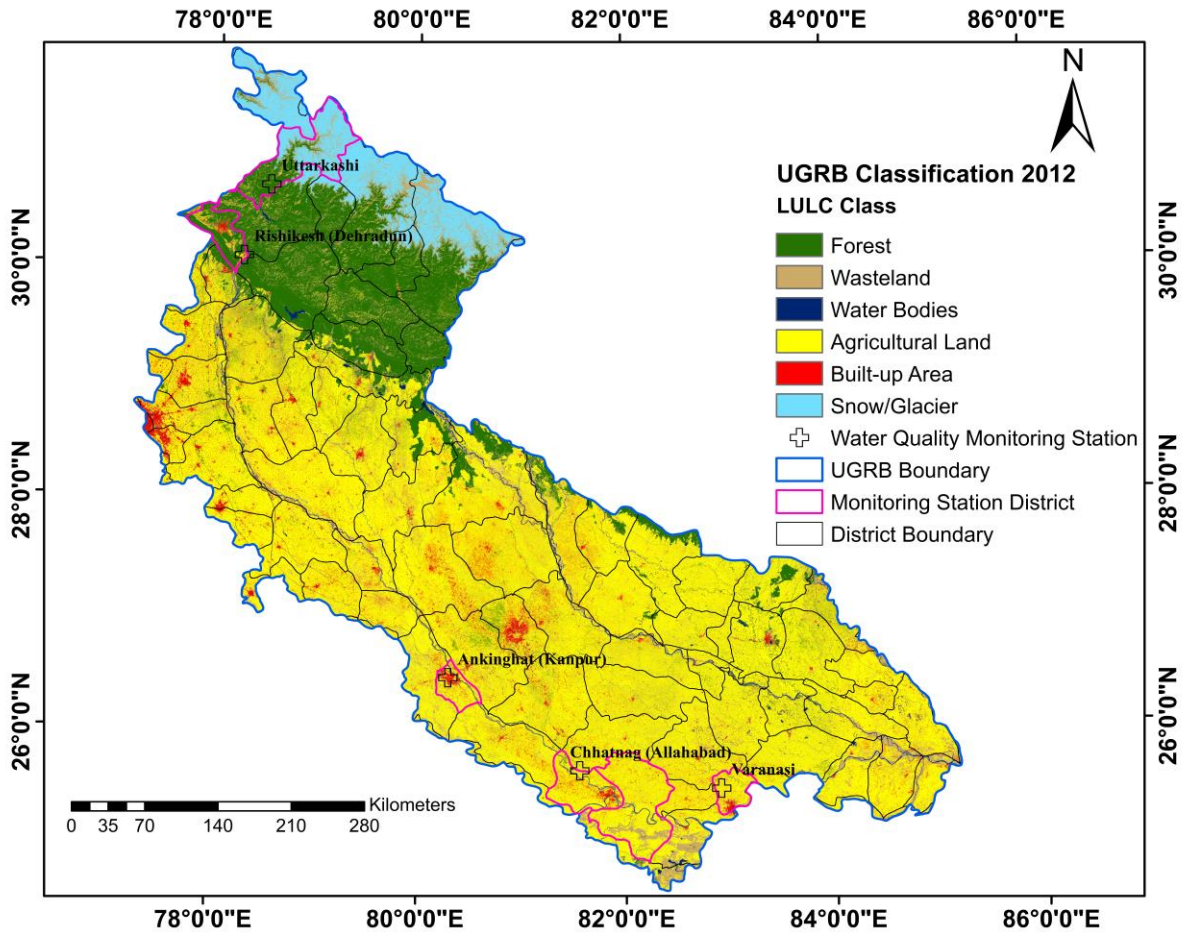 78°0'0"E 80°0'0"E 82°0'0"E 84°0'0"E 86°0'0"E
N
Uttarkashi
UGRB Classification 2012
LULC Class
Rishikesh (Dehradun)
Forest
Wasteland
Water Bodies
Agricultural Land
Built-up Area
Snow/Glacier
Water Quality Monitoring Station
UGRB Boundary
Monitoring Station District
District Boundary
30°0'0"N
30°0'0"N
28°0'0"N
28°0'0"N
26°0'0"N
26°0'0"N
Ankinghat (Kanpur)
Chhatnag (Allahabad)
Varanasi
Kilometers
0 35 70 140 210 280
78°0'0"E 80°0'0"E 82°0'0"E 84°0'0"E 86°0'0"E